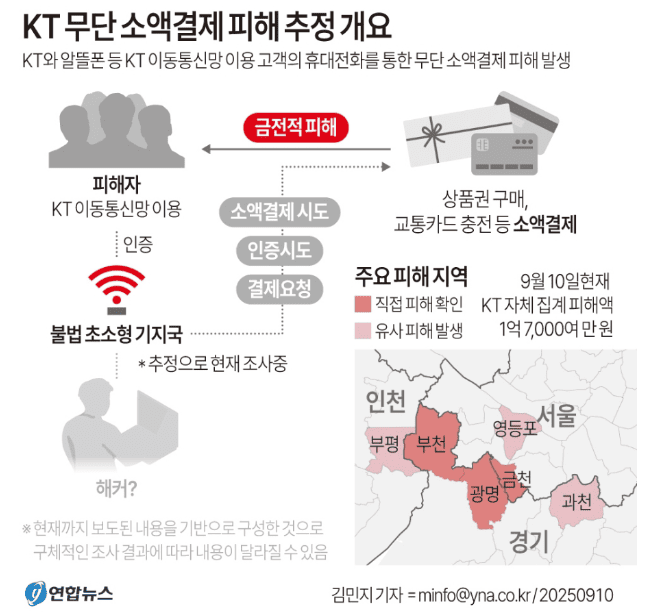 KT 무단 소액결제 피해 추정 개요
KT와 알뜰폰 등 KT 이동통신망 이용 고객의 휴대전화를 통한 무단 소액결제 피해 발생
금전적 피해
피해자
KT 이동통신망 이용
인증
소액결제 시도
인증시도
결제요청
상품권 구매,
교통카드 충전 등 소액결제
불법 초소형 기지국
* 추정으로 현재 조사중
해커?
주요 피해 지역
직접 피해 확인
유사 피해 발생
9월 10일현재
KT 자체 집계 피해액
1억 7,000여 만 원
인천
서울
부평
부천
영등포
금천
광명
과천
경기
※ 현재까지 보도된 내용을 기반으로 구성한 것으로
구체적인 조사 결과에 따라 내용이 달라질 수 있음
연합뉴스
김민지 기자 = minfo@yna.co.kr / 20250910